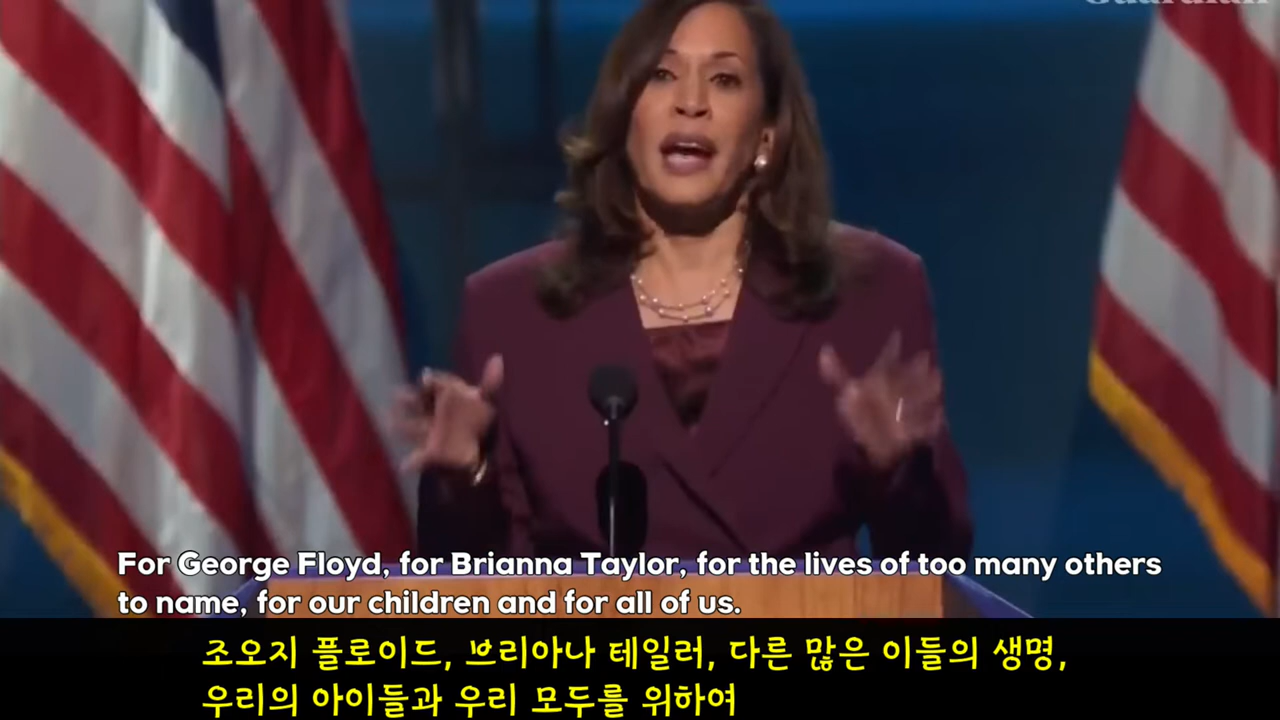 Guardian
For George Floyd, for Brianna Taylor, for the lives of too many others
to name, for our children and for all of us.
조오지 플로이드, 브리아나 테일러, 다른 많은 이들의 생명,
우리의 아이들과 우리 모두를 위하여